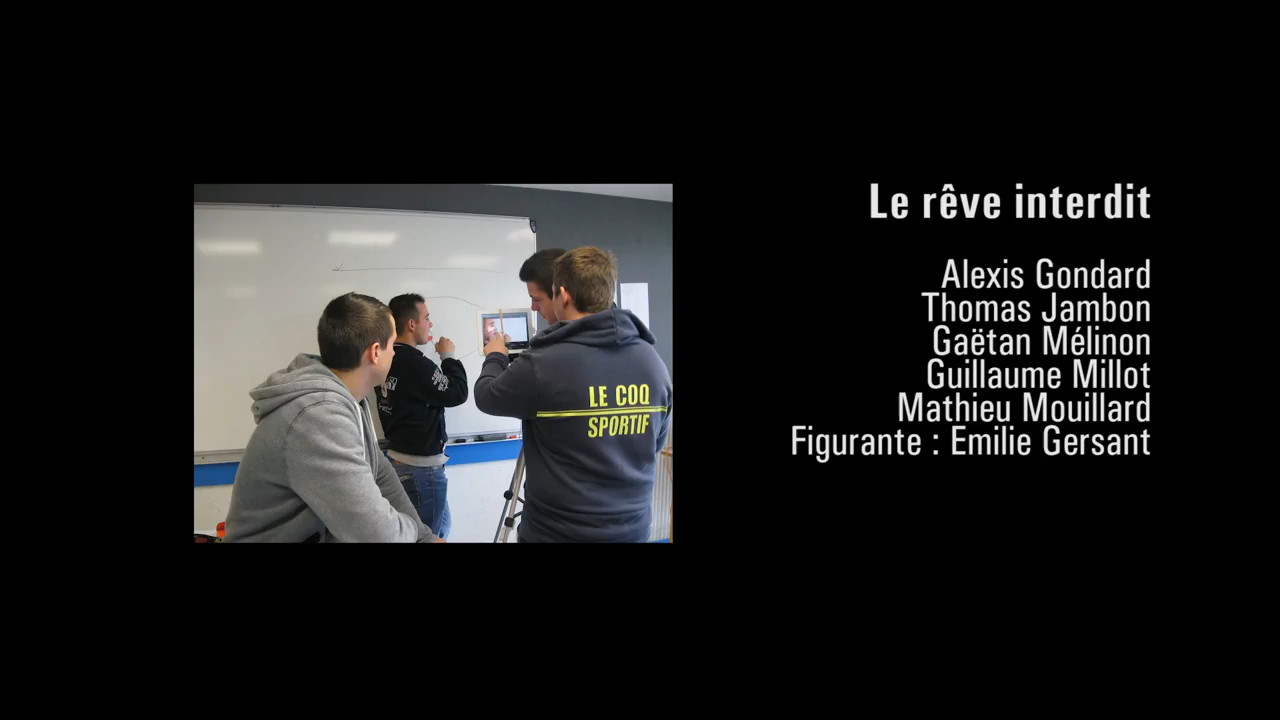 Le rêve interdit
Alexis Gondard
Thomas Jambon
Gaëtan Mélinon
Guillaume Millot
Mathieu Mouillard
Figurante : Emilie Gersant
LE COQ
SPORTIF